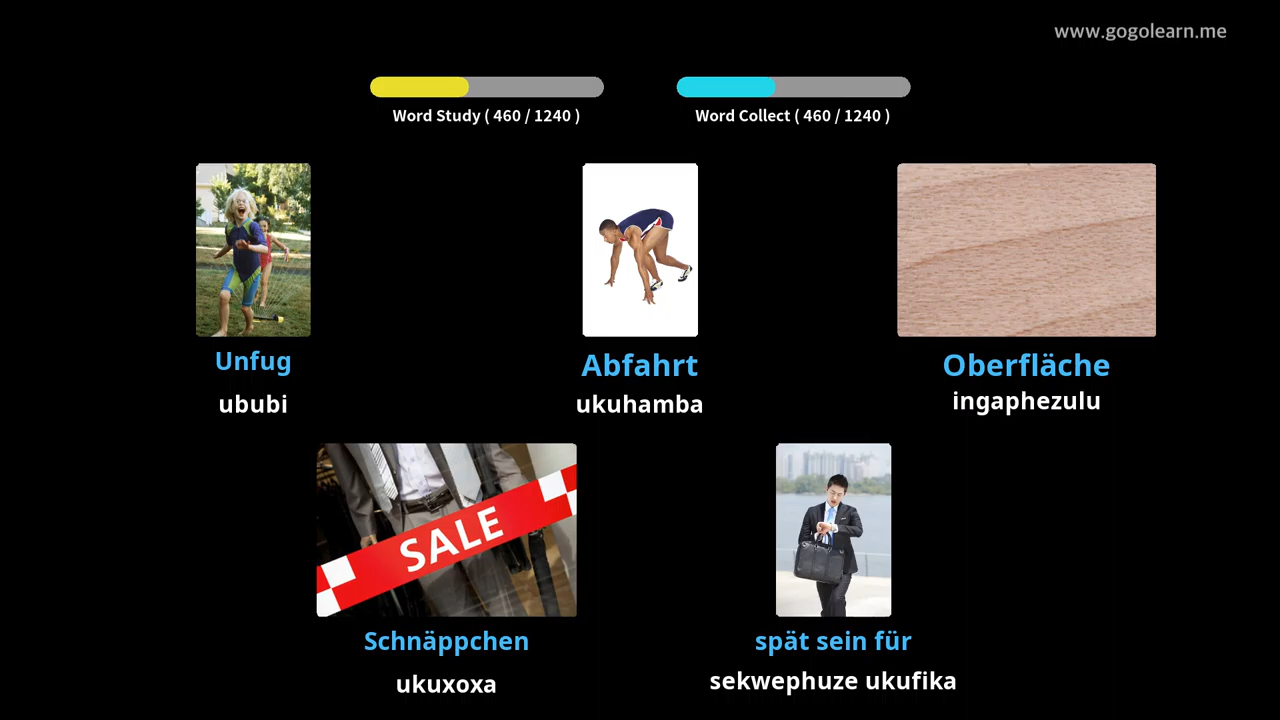 www.gogolearn.me
Word Study ( 460 / 1240 )
Word Collect ( 460 / 1240 )
Unfug
ububi
Abfahrt
ukuhamba
Oberfläche
ingaphezulu
SALE
Schnäppchen
ukuxoxa
spät sein für
sekwephuze ukufika